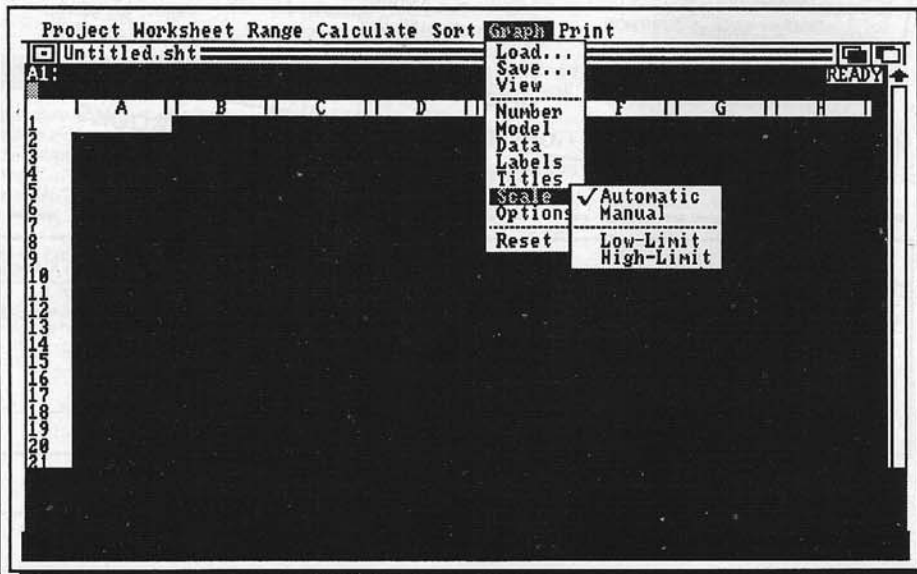 Project Worksheet Range Calculate Sort Graph Print
Untitled.sht
A1:
READY
A B C D F G H
1
2
3
4
5
6
7
8
9
10
11
12
13
14
15
16
17
18
19
20
21
Load...
Save...
View
Number
Model
Data
Labels
Titles
Scale
Options
Reset
✓Automatic
Manual
Low-Limit
High-Limit